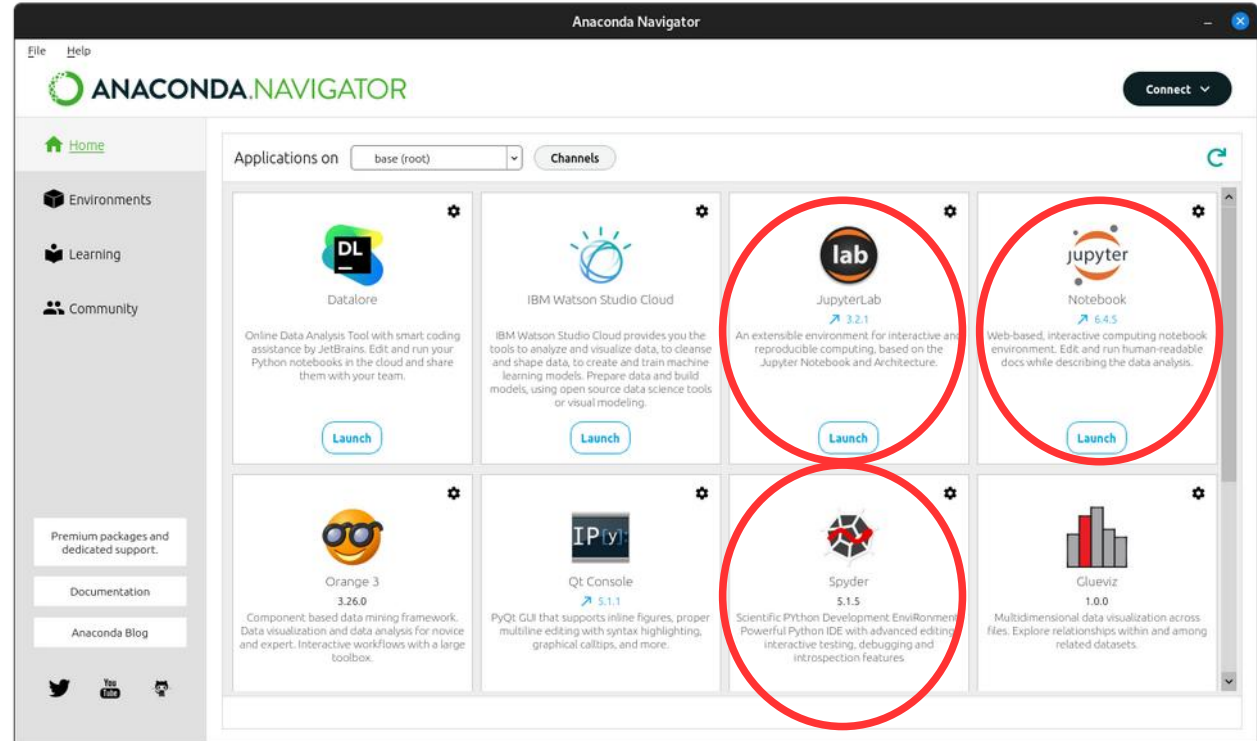 Anaconda Navigator
File Help
ANACONDA.NAVIGATOR
Connect
Home
Environments
Learning
Community
Premium packages and
dedicated support.
Documentation
Anaconda Blog
You
Tube
Applications on base (root) Channels
DL
Datalore
Online Data Analysis Tool with smart coding
assistance by JetBrains. Edit and run your
Python notebooks in the cloud and share
them with your team.
Launch
IBM Watson Studio Cloud
IBM Watson Studio Cloud provides you the
tools to analyze and visualize data, to cleanse
and shape data, to create and train machine
learning models. Prepare data and build
models, using open source data science tools
or visual modeling.
Launch
lab
JupyterLab
3.2.1
An extensible environment for interactive and
reproducible computing, based on the
Jupyter Notebook and Architecture.
Launch
jupyter
Notebook
6.4.5
Web-based, interactive computing notebook
environment. Edit and run human-readable
docs while describing the data analysis.
Launch
Orange 3
3.26.0
Component based data mining framework.
Data visualization and data analysis for novice
and expert. Interactive workflows with a large
toolbox.
IP[y]:
Qt Console
5.1.1
PyQt GUI that supports inline figures, proper
multiline editing with syntax highlighting,
graphical calltips, and more.
Spyder
5.1.5
Scientific PYthon Development EnviRonment.
Powerful Python IDE with advanced editing,
interactive testing, debugging and
introspection features
Glueviz
1.0.0
Multidimensional data visualization across
files. Explore relationships within and among
related datasets.